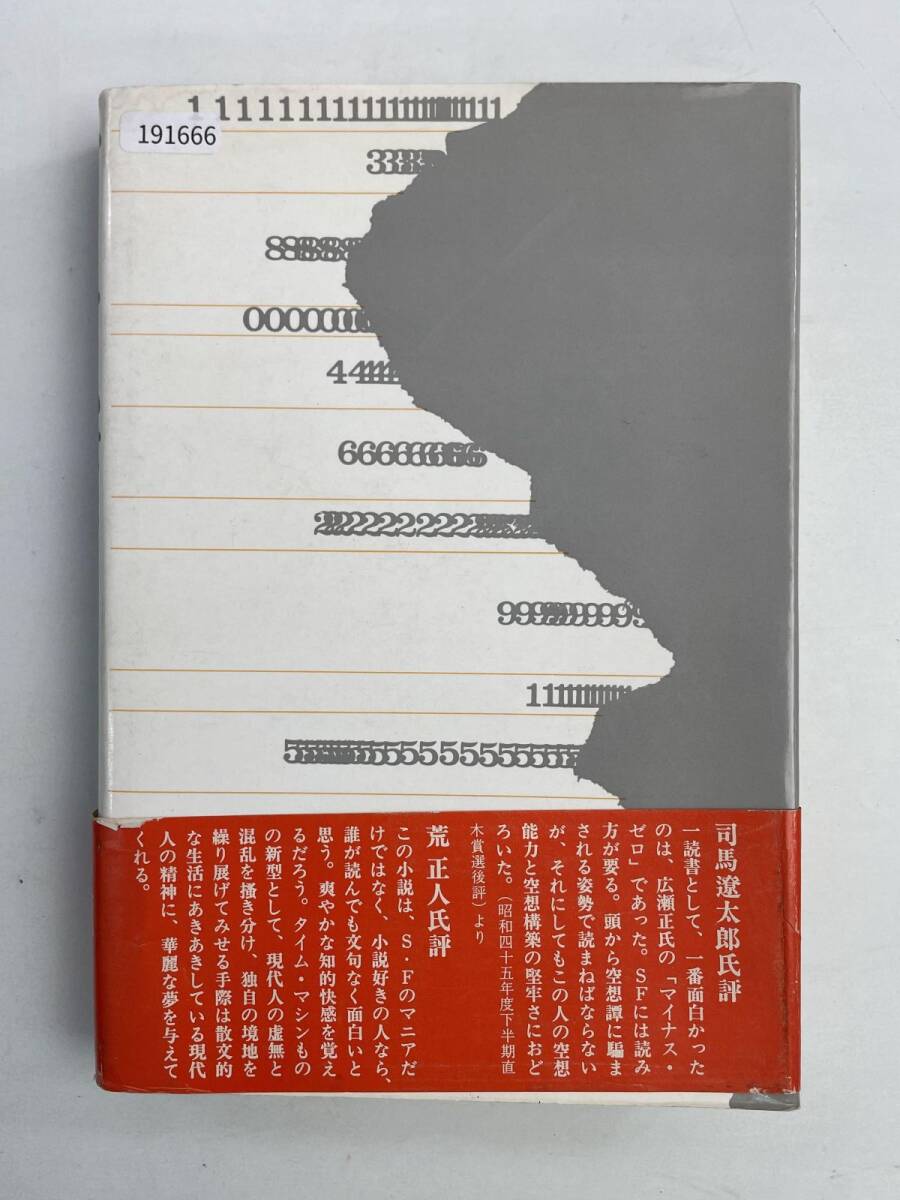 191666
司馬遼太郎氏評
一読書として、一番面白かった
のは、広瀬正氏の「マイナス・
ゼロ」であった。SFには読み
方が要る。頭から空想譚に騙ま
される姿勢で読まねばならない
が、それにしてもこの人の空想
能力と空想構築の堅牢さにおど
ろいた。(昭和四十五年度下半期直
木賞選後評)より
荒正人氏評
この小説は、S・Fのマニアだ
けではなく、小説好きの人なら、
誰が読んでも文句なく面白いと
思う。爽やかな知的快感を覚え
るだろう。タイム・マシンもの
の新型として、現代人の虚無と
混乱を掻き分け、独自の境地を
繰り展げてみせる手際は散文的
な生活にあきあきしている現代
人の精神に、華麗な夢を与えて
くれる。